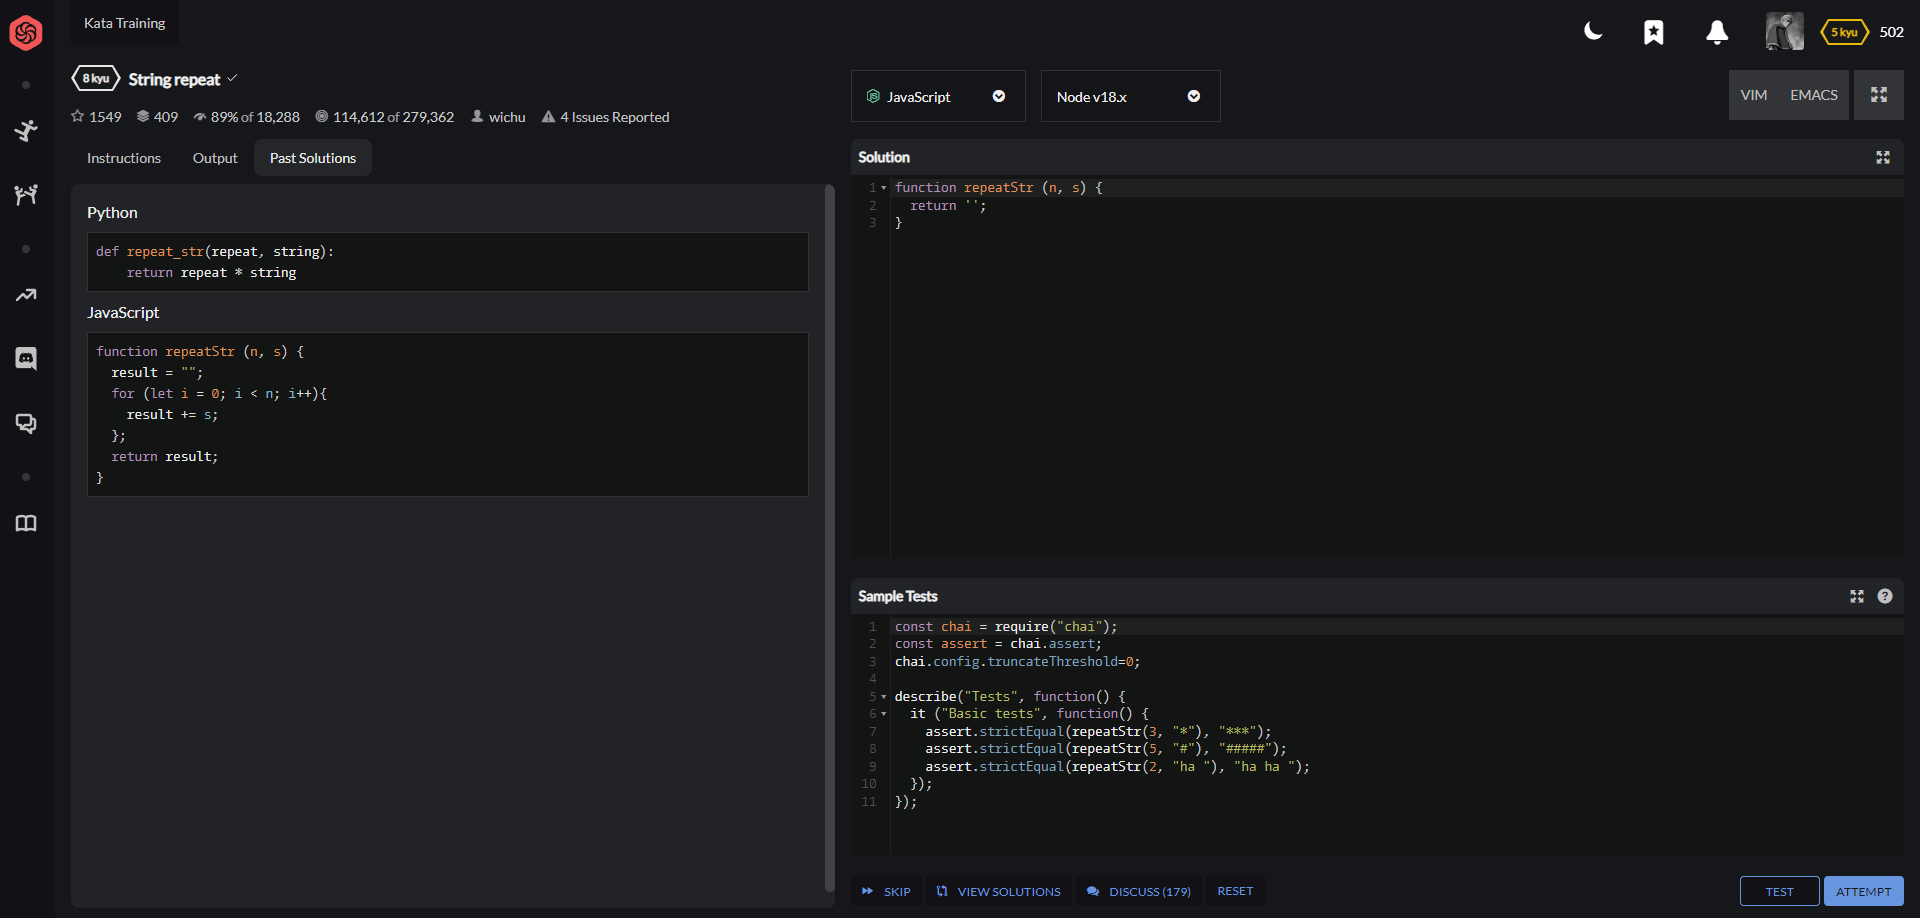 Kata Training
5 kyu 502
8 kyu String repeat
1549 409 89% of 18,288 114,612 of 279,362 wichu 4 Issues Reported
Instructions Output Past Solutions
Python
def repeat_str(repeat, string):
    return repeat * string
JavaScript
function repeatStr (n, s) {
  result = "";
  for (let i = 0; i < n; i++){
    result += s;
  };
  return result;
}
JavaScript Node v18.x VIM EMACS
Solution
1 function repeatStr (n, s) {
2   return '';
3 }
Sample Tests
1 const chai = require("chai");
2 const assert = chai.assert;
3 chai.config.truncateThreshold=0;
4
5 describe("Tests", function() {
6   it ("Basic tests", function() {
7     assert.strictEqual(repeatStr(3, "*"), "***");
8     assert.strictEqual(repeatStr(5, "#"), "#####");
9     assert.strictEqual(repeatStr(2, "ha "), "ha ha ");
10   });
11 });
SKIP VIEW SOLUTIONS DISCUSS (179) RESET TEST ATTEMPT